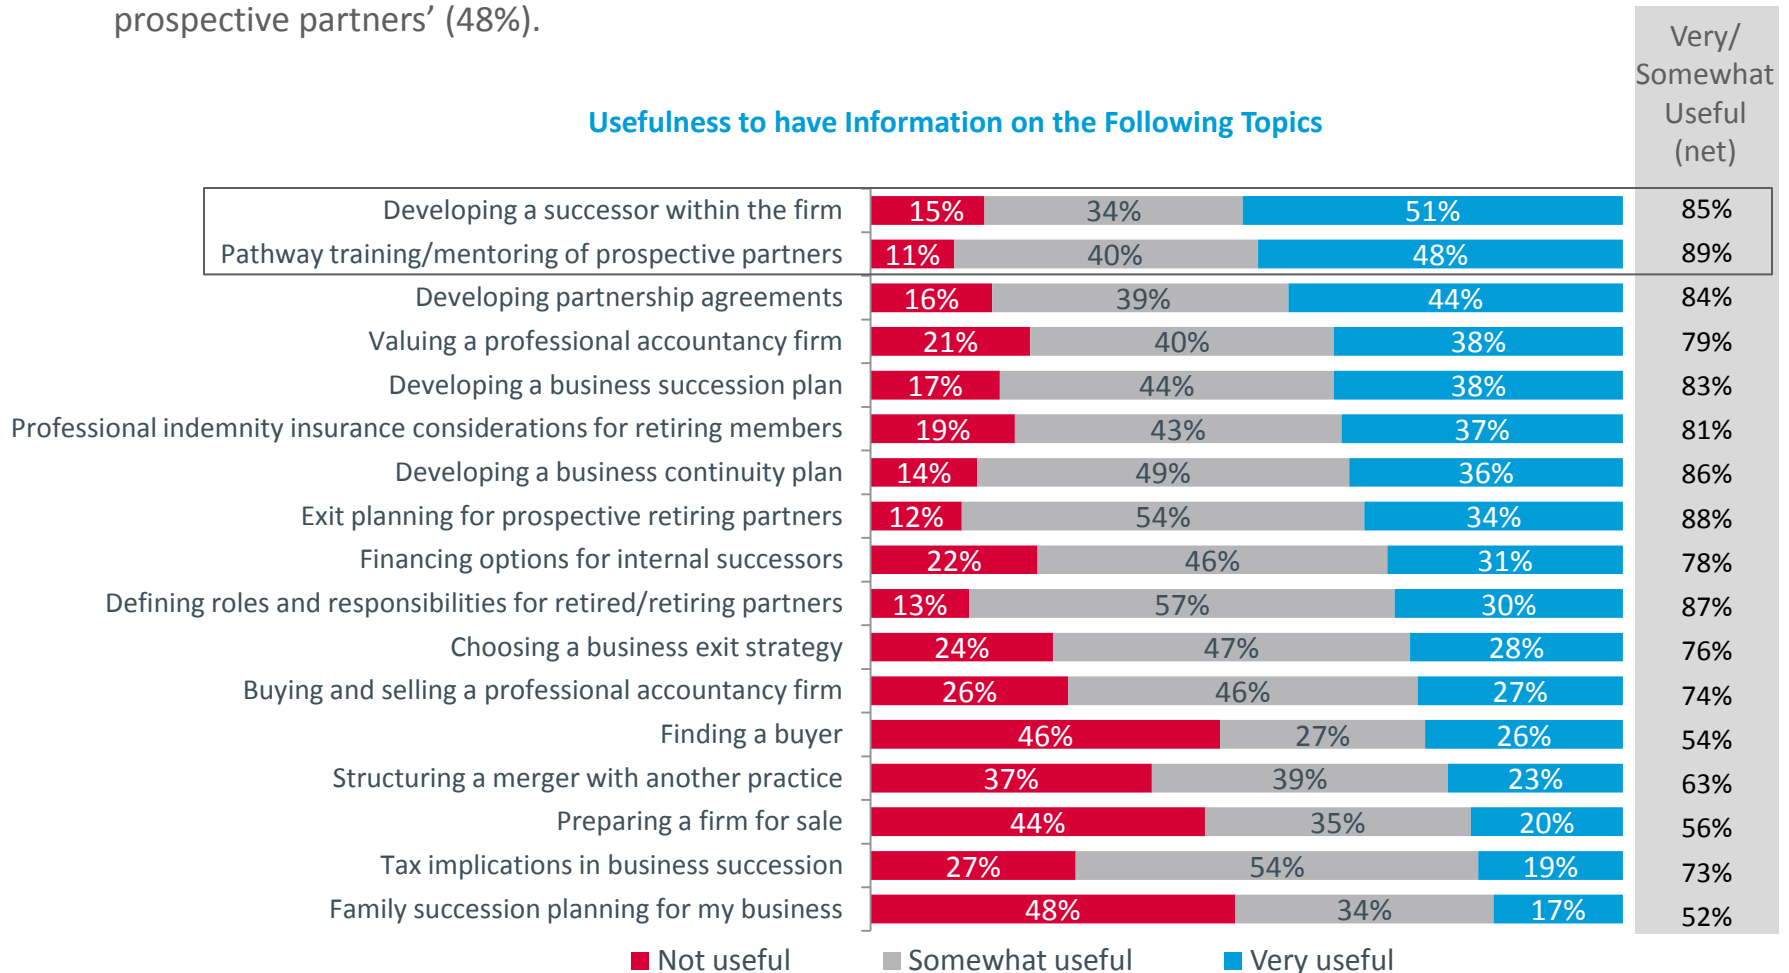 prospective partners’ (48%).
Very/
Somewhat
Useful
(net)
Usefulness to have Information on the Following Topics
Developing a successor within the firm 15% 34% 51% 85%
Pathway training/mentoring of prospective partners 11% 40% 48% 89%
Developing partnership agreements 16% 39% 44% 84%
Valuing a professional accountancy firm 21% 40% 38% 79%
Developing a business succession plan 17% 44% 38% 83%
Professional indemnity insurance considerations for retiring members 19% 43% 37% 81%
Developing a business continuity plan 14% 49% 36% 86%
Exit planning for prospective retiring partners 12% 54% 34% 88%
Financing options for internal successors 22% 46% 31% 78%
Defining roles and responsibilities for retired/retiring partners 13% 57% 30% 87%
Choosing a business exit strategy 24% 47% 28% 76%
Buying and selling a professional accountancy firm 26% 46% 27% 74%
Finding a buyer 46% 27% 26% 54%
Structuring a merger with another practice 37% 39% 23% 63%
Preparing a firm for sale 44% 35% 20% 56%
Tax implications in business succession 27% 54% 19% 73%
Family succession planning for my business 48% 34% 17% 52%
Not useful Somewhat useful Very useful